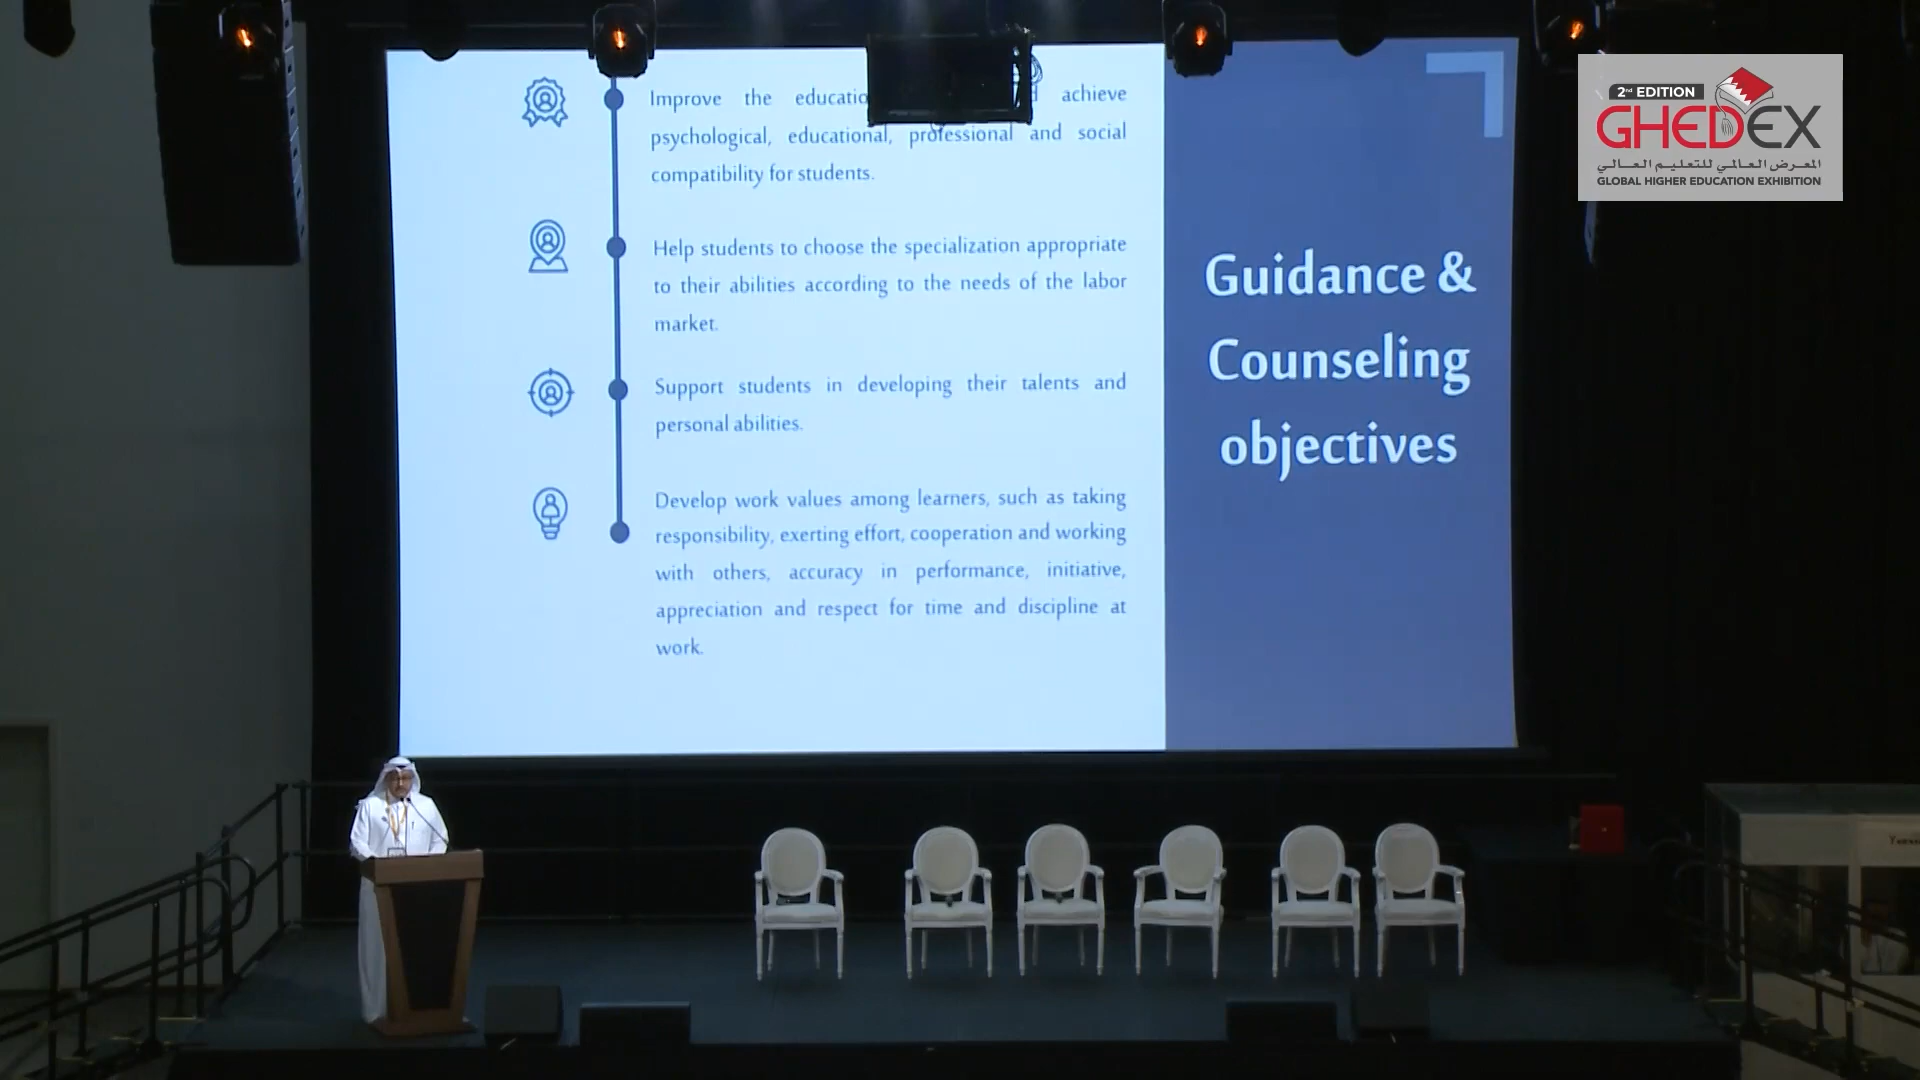 Improve the achieve
psychological, educational, professional and social
compatibility for students.
Help students to choose the specialization appropriate
to their abilities according to the needs of the labor
market.
Support students in developing their talents and
personal abilities.
Develop work values among learners, such as taking
responsibility, exerting effort, cooperation and working
with others, accuracy in performance, initiative,
appreciation and respect for time and discipline at
work.
Guidance &
Counseling
objectives
2nd EDITION
GHEDEX
المعرض العالمي للتعليم العالي
GLOBAL HIGHER EDUCATION EXHIBITION